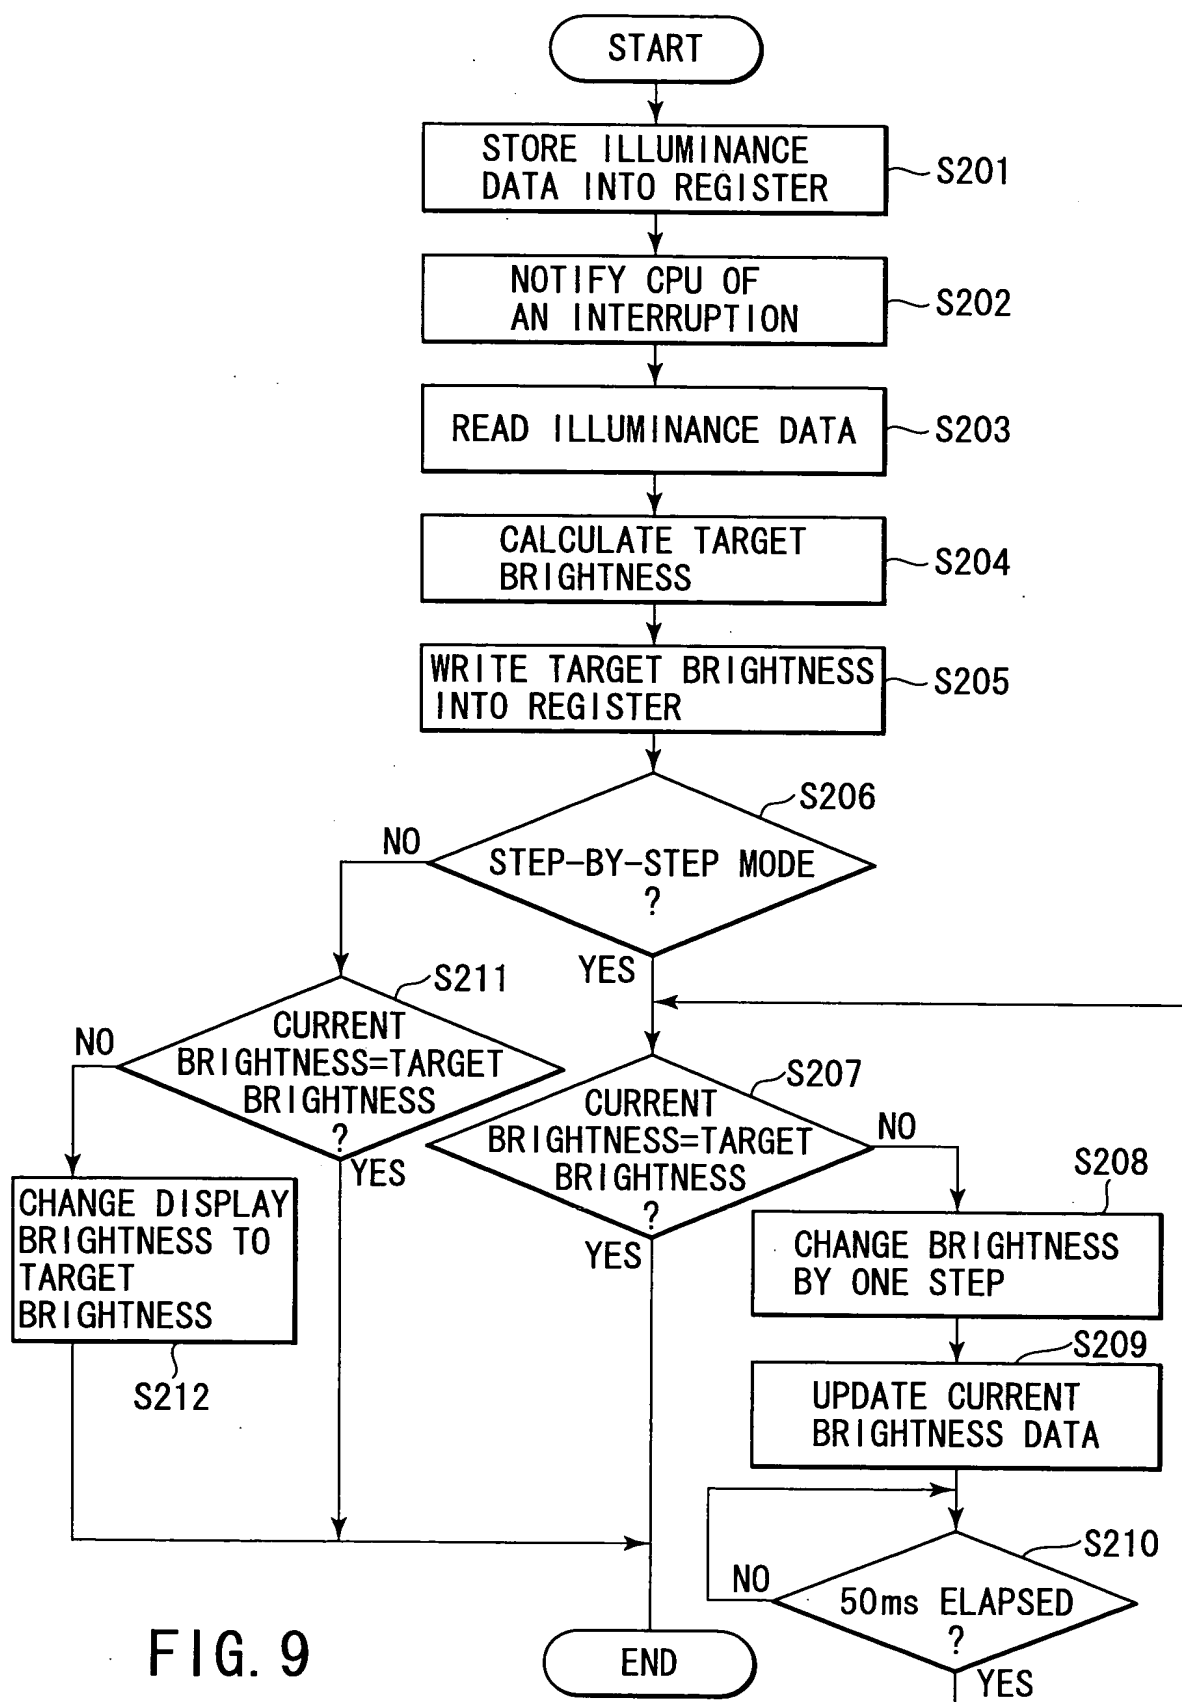 START
STORE ILLUMINANCE
DATA INTO REGISTER
S201
NOTIFY CPU OF
AN INTERRUPTION
S202
READ ILLUMINANCE DATA
S203
CALCULATE TARGET
BRIGHTNESS
S204
WRITE TARGET BRIGHTNESS
INTO REGISTER
S205
S206
STEP-BY-STEP MODE
?
NO
YES
S211
CURRENT
BRIGHTNESS=TARGET
BRIGHTNESS
?
NO
YES
S207
CURRENT
BRIGHTNESS=TARGET
BRIGHTNESS
?
NO
YES
CHANGE DISPLAY
BRIGHTNESS TO
TARGET
BRIGHTNESS
S212
S208
CHANGE BRIGHTNESS
BY ONE STEP
S209
UPDATE CURRENT
BRIGHTNESS DATA
S210
50ms ELAPSED
?
NO
YES
END
FIG. 9